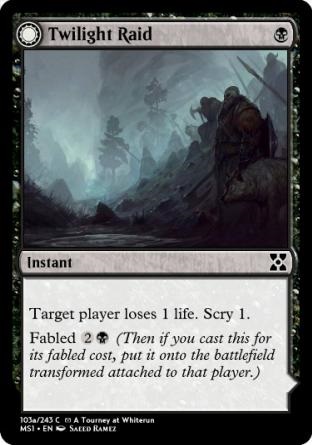 Twilight Raid
Instant
Target player loses 1 life. Scry 1.
Fabled 2 (Then if you cast this for
its fabled cost, put it onto the battlefield
transformed attached to that player.)
103a/243 C A Tourney at Whiterun
MS1 • EN Saeed Ramez